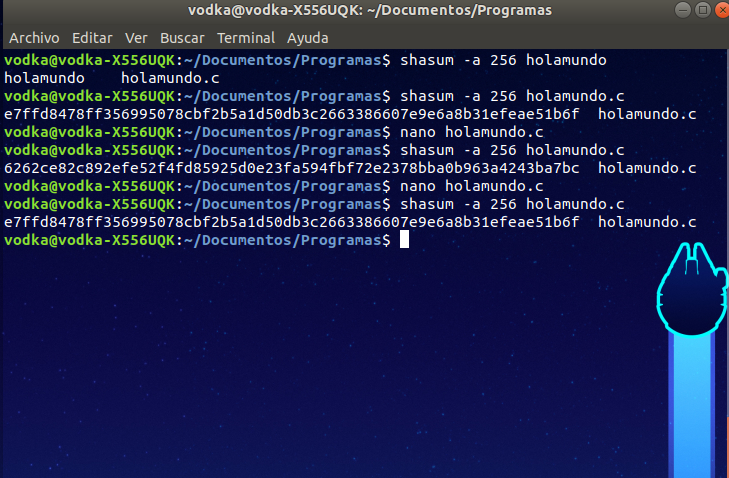 vodka@vodka-X556UQK: ~/Documentos/Programas
Archivo Editar Ver Buscar Terminal Ayuda
vodka@vodka-X556UQK:~/Documentos/Programas$ shasum -a 256 holamundo
holamundo    holamundo.c
vodka@vodka-X556UQK:~/Documentos/Programas$ shasum -a 256 holamundo.c
e7ffd8478ff356995078cbf2b5a1d50db3c2663386607e9e6a8b31efeae51b6f  holamundo.c
vodka@vodka-X556UQK:~/Documentos/Programas$ nano holamundo.c
vodka@vodka-X556UQK:~/Documentos/Programas$ shasum -a 256 holamundo.c
6262ce82c892efe52f4fd85925d0e23fa594fbf72e2378bba0b963a4243ba7bc  holamundo.c
vodka@vodka-X556UQK:~/Documentos/Programas$ nano holamundo.c
vodka@vodka-X556UQK:~/Documentos/Programas$ shasum -a 256 holamundo.c
e7ffd8478ff356995078cbf2b5a1d50db3c2663386607e9e6a8b31efeae51b6f  holamundo.c
vodka@vodka-X556UQK:~/Documentos/Programas$